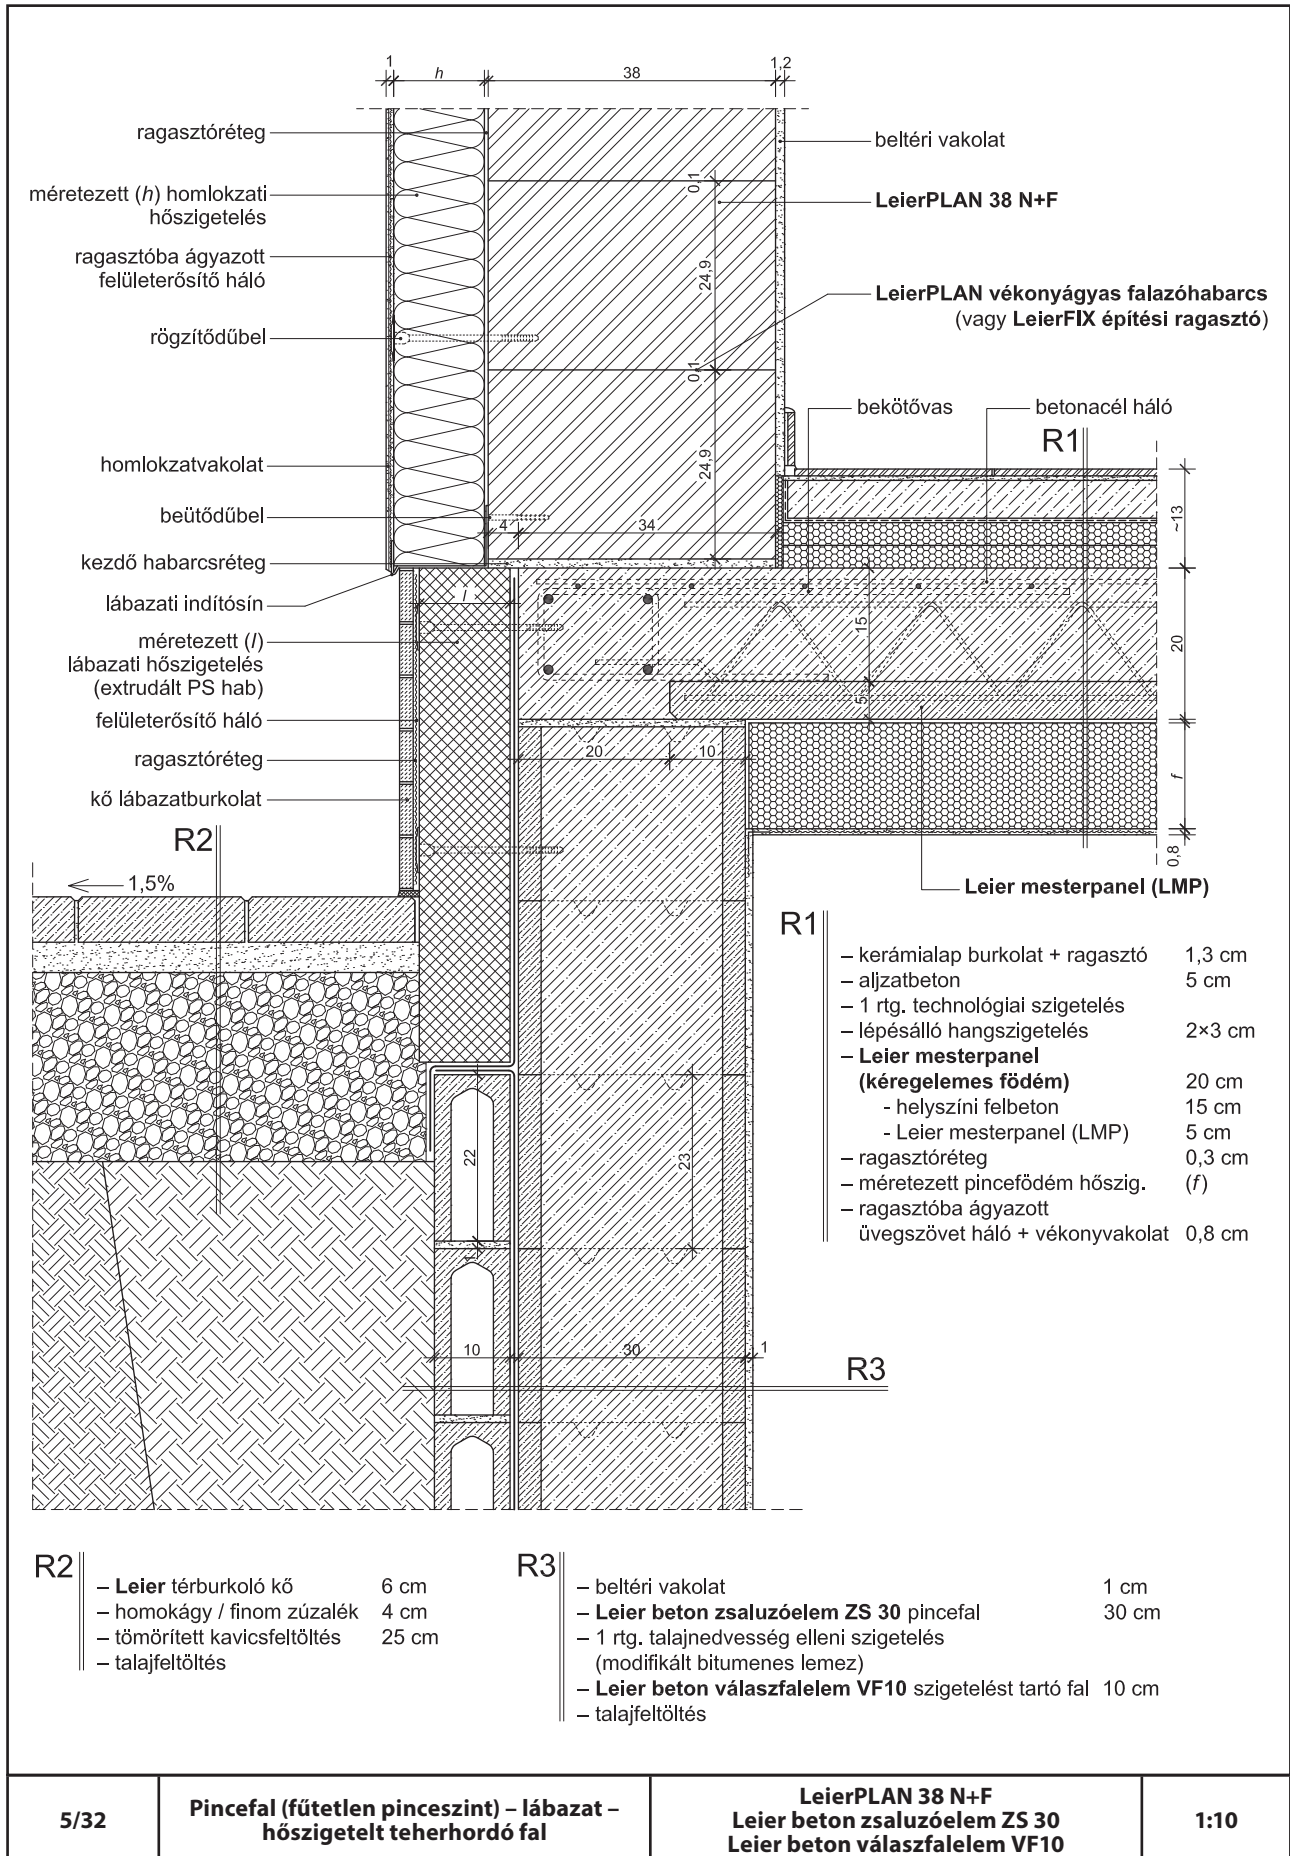 1
h
38
1,2
ragasztóréteg
beltéri vakolat
méretezett (h) homlokzati
hőszigetelés
0,1
LeierPLAN 38 N+F
ragasztóba ágyazott
felületerősítő háló
24,9
LeierPLAN vékonyágyas falazóhabarcs
(vagy LeierFIX építési ragasztó)
rögzítődűbel
0,1
bekötővas
betonacél háló
R1
homlokzatvakolat
24,9
beütődűbel
4
34
~13
kezdő habarcsréteg
lábazati indítósín
l
méretezett (l)
lábazati hőszigetelés
(extrudált PS hab)
15
20
felületerősítő háló
5
ragasztóréteg
20
10
f
kő lábazatburkolat
R2
0,8
1,5%
Leier mesterpanel (LMP)
R1
– kerámialap burkolat + ragasztó 1,3 cm
– aljzatbeton 5 cm
– 1 rtg. technológiai szigetelés
– lépésálló hangszigetelés 2×3 cm
– Leier mesterpanel
(kéregelemes födém) 20 cm
- helyszíni felbeton 15 cm
- Leier mesterpanel (LMP) 5 cm
– ragasztóréteg 0,3 cm
– méretezett pincefödém hőszig. (f)
– ragasztóba ágyazott
üvegszövet háló + vékonyvakolat 0,8 cm
22
23
1
10
30
1
R3
R2
– Leier térburkoló kő 6 cm
– homokágy / finom zúzalék 4 cm
– tömörített kavicsfeltöltés 25 cm
– talajfeltöltés
R3
– beltéri vakolat 1 cm
– Leier beton zsaluzóelem ZS 30 pincefal 30 cm
– 1 rtg. talajnedvesség elleni szigetelés
(modifikált bitumenes lemez)
– Leier beton válaszfalelem VF10 szigetelést tartó fal 10 cm
– talajfeltöltés
5/32
Pincefal (fűtetlen pinceszint) – lábazat –
hőszigetelt teherhordó fal
LeierPLAN 38 N+F
Leier beton zsaluzóelem ZS 30
Leier beton válaszfalelem VF10
1:10